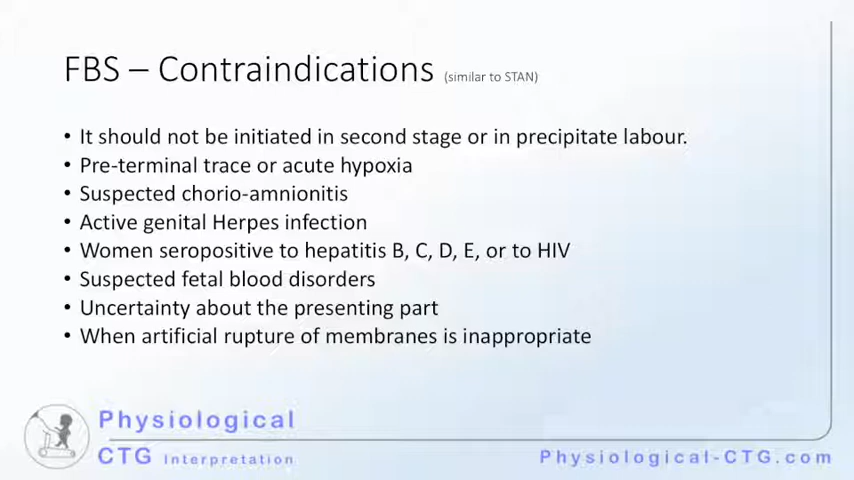 FBS – Contraindications (similar to STAN)
• It should not be initiated in second stage or in precipitate labour.
• Pre-terminal trace or acute hypoxia
• Suspected chorio-amnionitis
• Active genital Herpes infection
• Women seropositive to hepatitis B, C, D, E, or to HIV
• Suspected fetal blood disorders
• Uncertainty about the presenting part
• When artificial rupture of membranes is inappropriate
Physiological
CTG Interpretation
Physiological-CTG.com